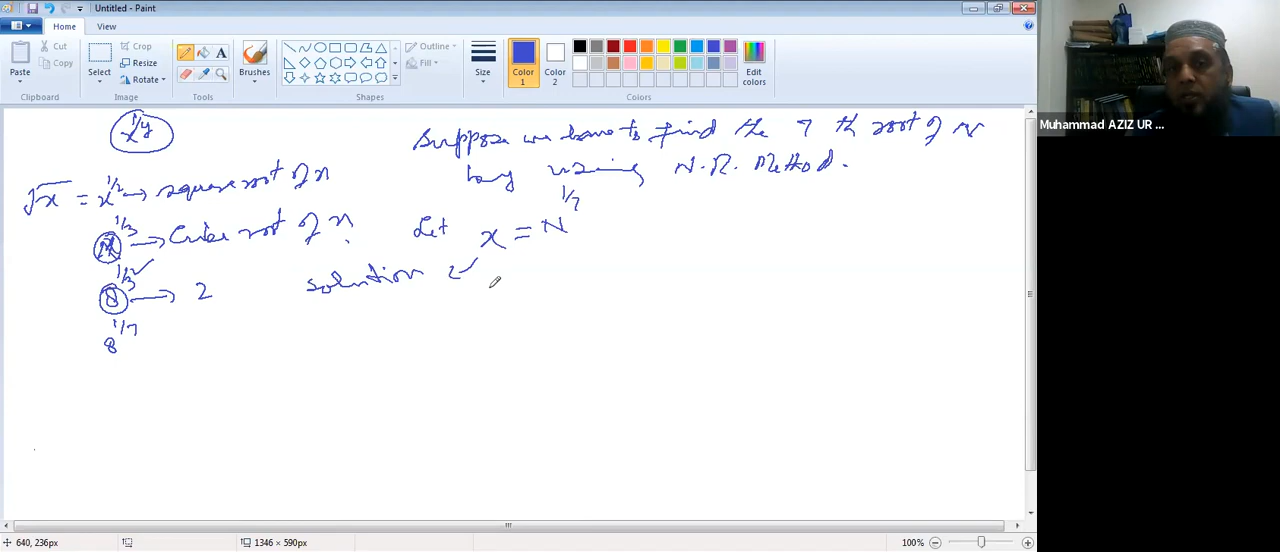 Untitled - Paint
Home View
Paste
Cut
Copy
Clipboard
Select
Crop
Resize
Rotate
Image
Tools
Brushes
Shapes
Outline
Fill
Size
Color 1
Color 2
Edit colors
Colors
Muhammad AZIZ UR ...
x^1/y
Suppose we have to find the 7 th root of N
by using N.R. Method.
√x = x^1/2 → square root of x
x^1/3 → Cube root of x
Let x = N^1/7
solution
8^1/3 → 2
8^1/7
640, 236px
1346 × 590px
100%